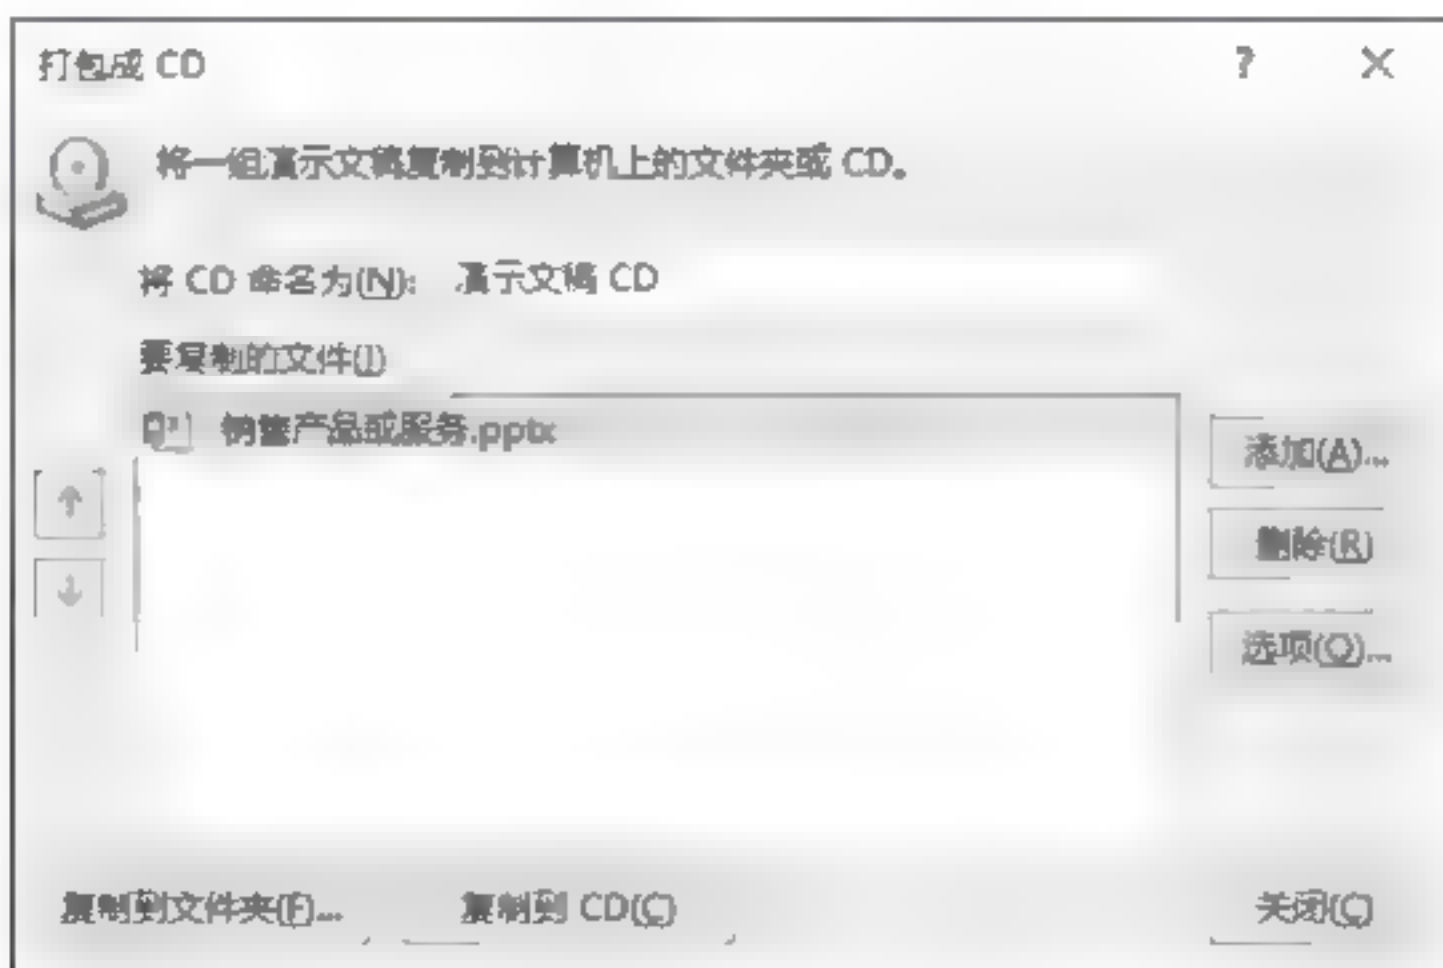 打包成 CD
将一组演示文稿复制到计算机上的文件夹或 CD。
将 CD 命名为(N): 演示文稿 CD
要复制的文件(I)
销售产品或服务.pptx
添加(A)...
删除(R)
选项(O)...
复制到文件夹(F)...
复制到 CD(C)
关闭(C)